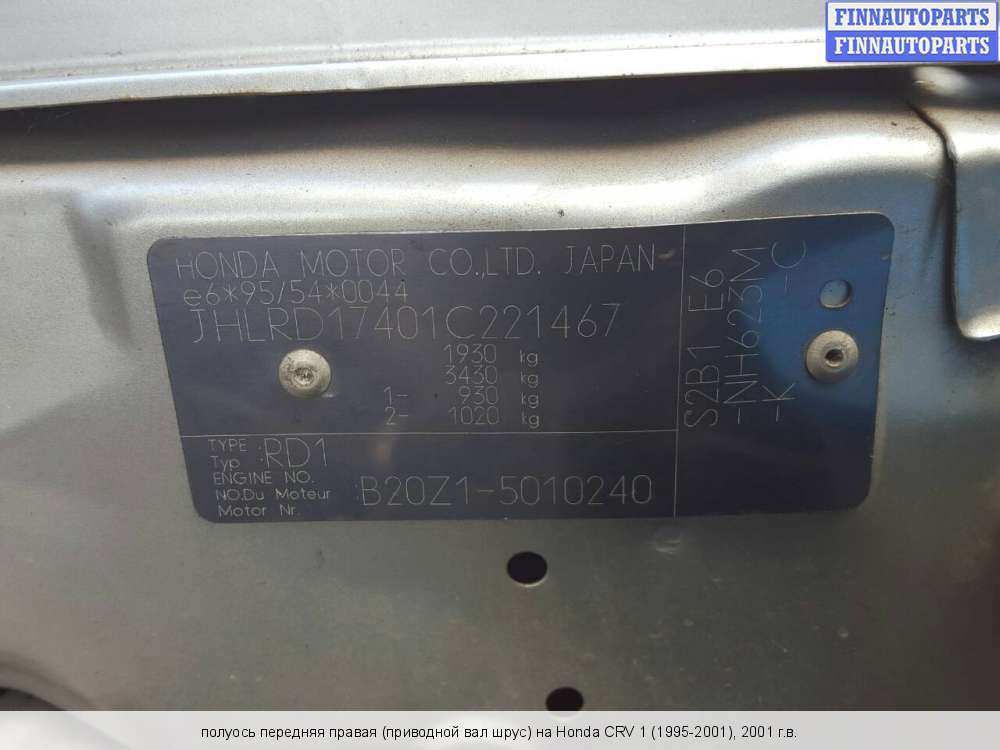 FINNAUTOPARTS
FINNAUTOPARTS
HONDA MOTOR CO.,LTD. JAPAN
e6*95/54*0044
JHLRD17401C221467
1930 kg
3430 kg
1- 930 kg
2- 1020 kg
TYPE
Typ :RD1
ENGINE NO.
NO.Du Moteur :B20Z1-5010240
Motor Nr.
S2B1 E6
-NH623M
-K -C
полуось передняя правая (приводной вал шрус) на Honda CRV 1 (1995-2001), 2001 г.в.